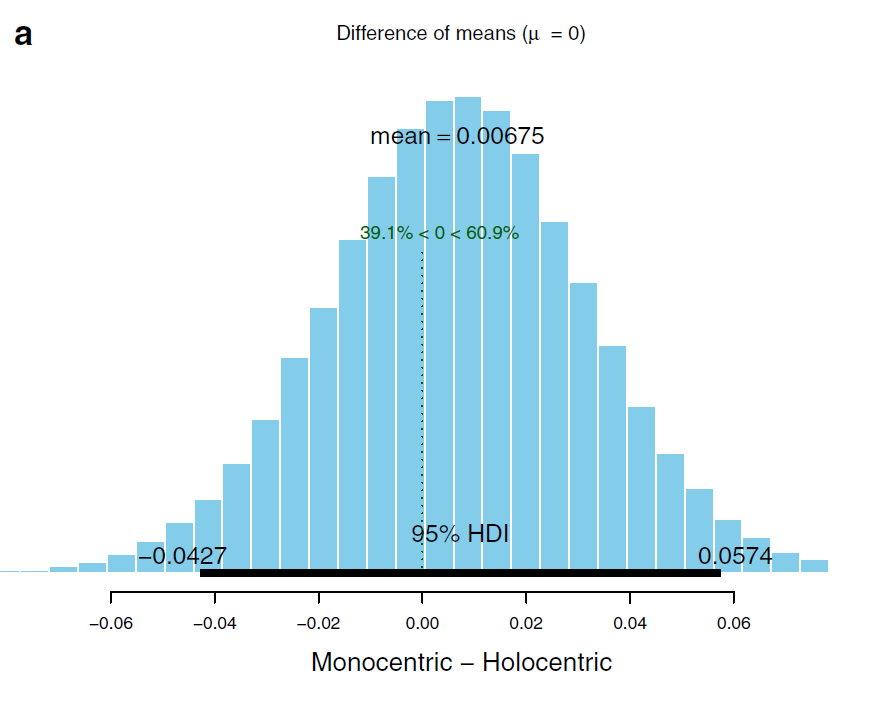 a
Difference of means (μ = 0)
mean = 0.00675
39.1% < 0 < 60.9%
95% HDI
−0.0427
0.0574
−0.06
−0.04
−0.02
0.00
0.02
0.04
0.06
Monocentric − Holocentric